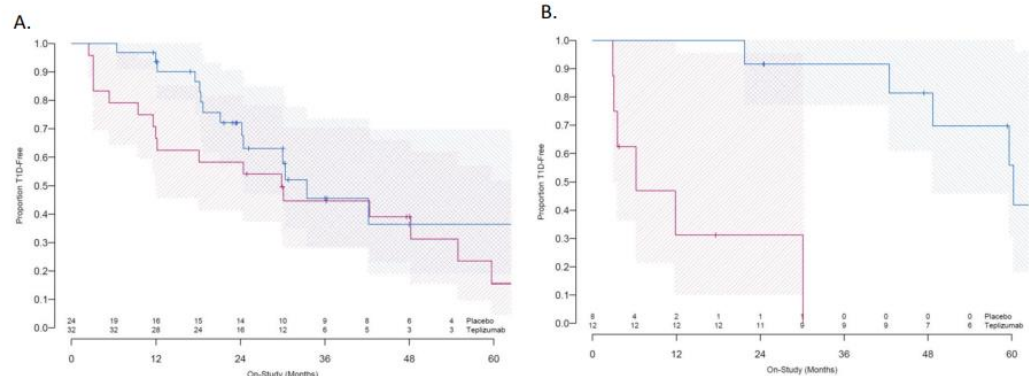 A.
Proportion T1D-Free
1.0
0.9
0.8
0.7
0.6
0.5
0.4
0.3
0.2
0.1
0.0
24 19 16 15 14 10 9 8 6 4 Placebo
32 32 28 24 16 12 6 5 3 3 Teplizumab
0 12 24 36 48 60
On-Study (Months)
B.
Proportion T1D-Free
1.0
0.9
0.8
0.7
0.6
0.5
0.4
0.3
0.2
0.1
0.0
8 4 2 1 1 1 0 0 0 0 Placebo
12 12 12 12 11 9 9 9 7 6 Teplizumab
0 12 24 36 48 60
On-Study (Months)